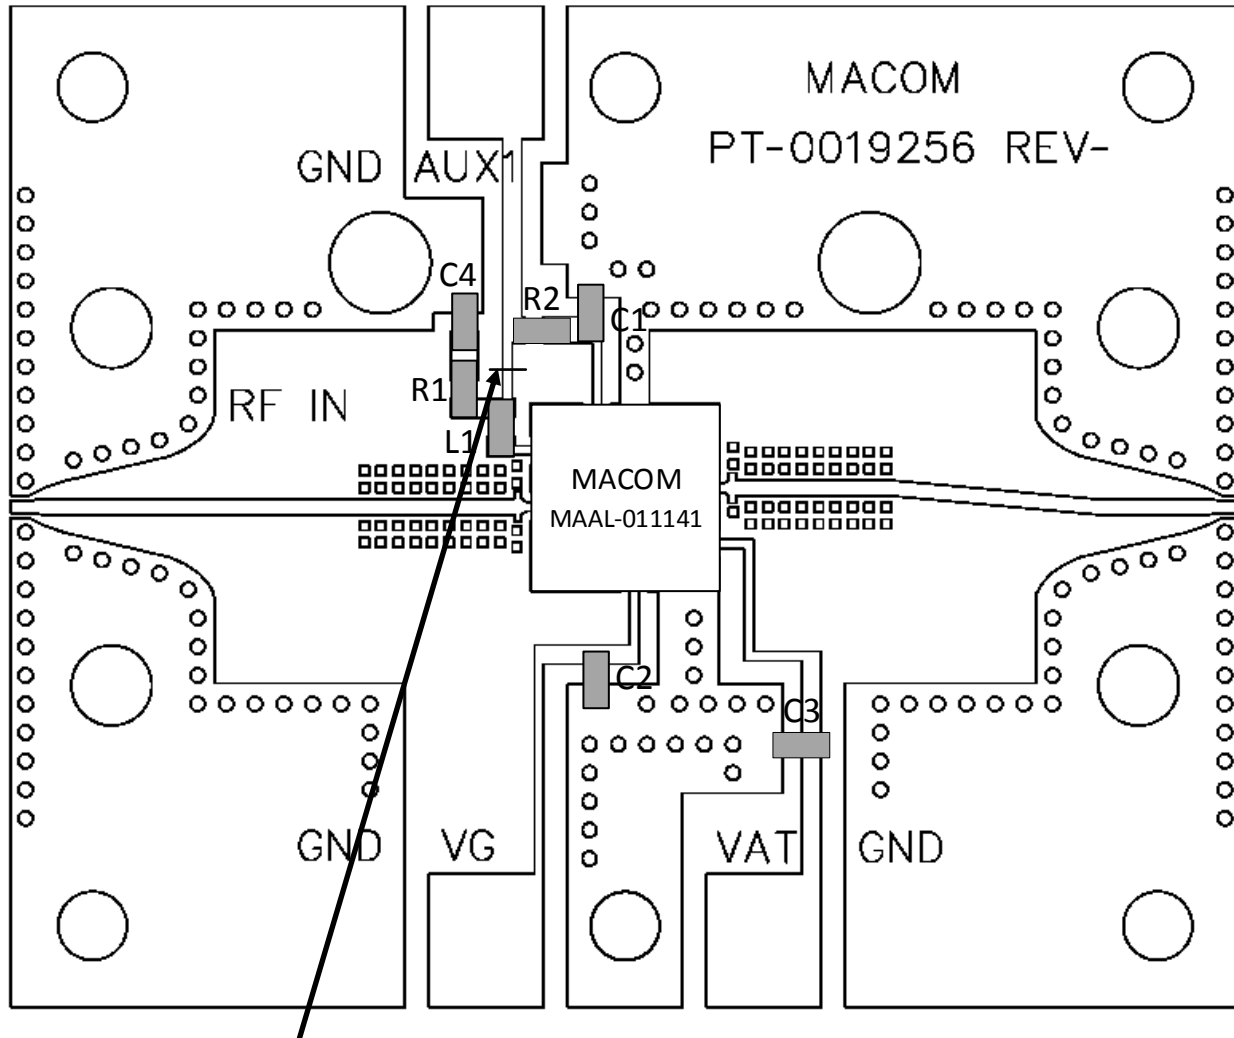 MACOM
PT-0019256 REV-
GND AUX1
C4
R2
C1
R1
RF IN
L1
MACOM
MAAL-011141
C2
C3
GND
VG
VAT
GND